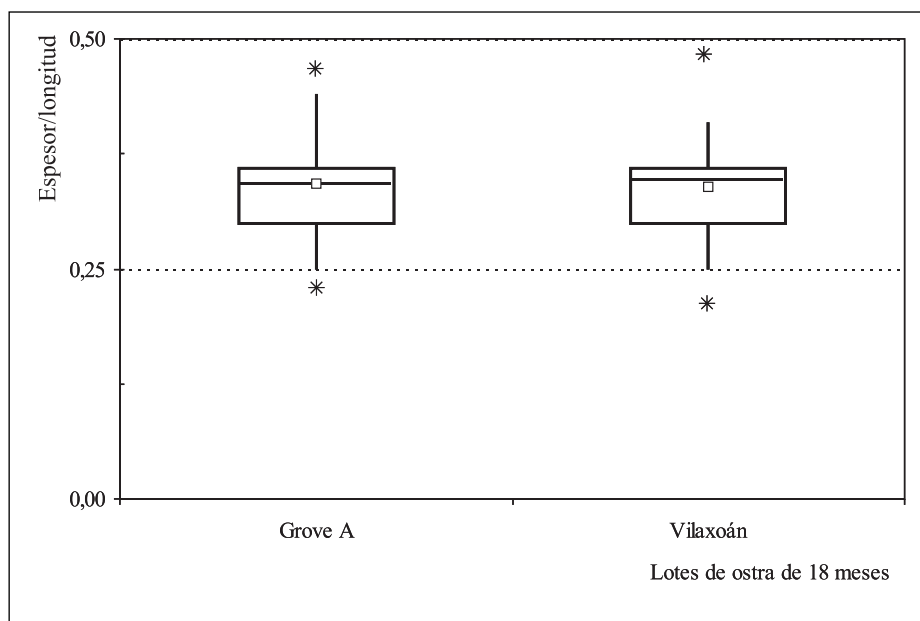 Espesor/longitud
0,50
0,25
0,00
Grove A
Vilaxoán
Lotes de ostra de 18 meses